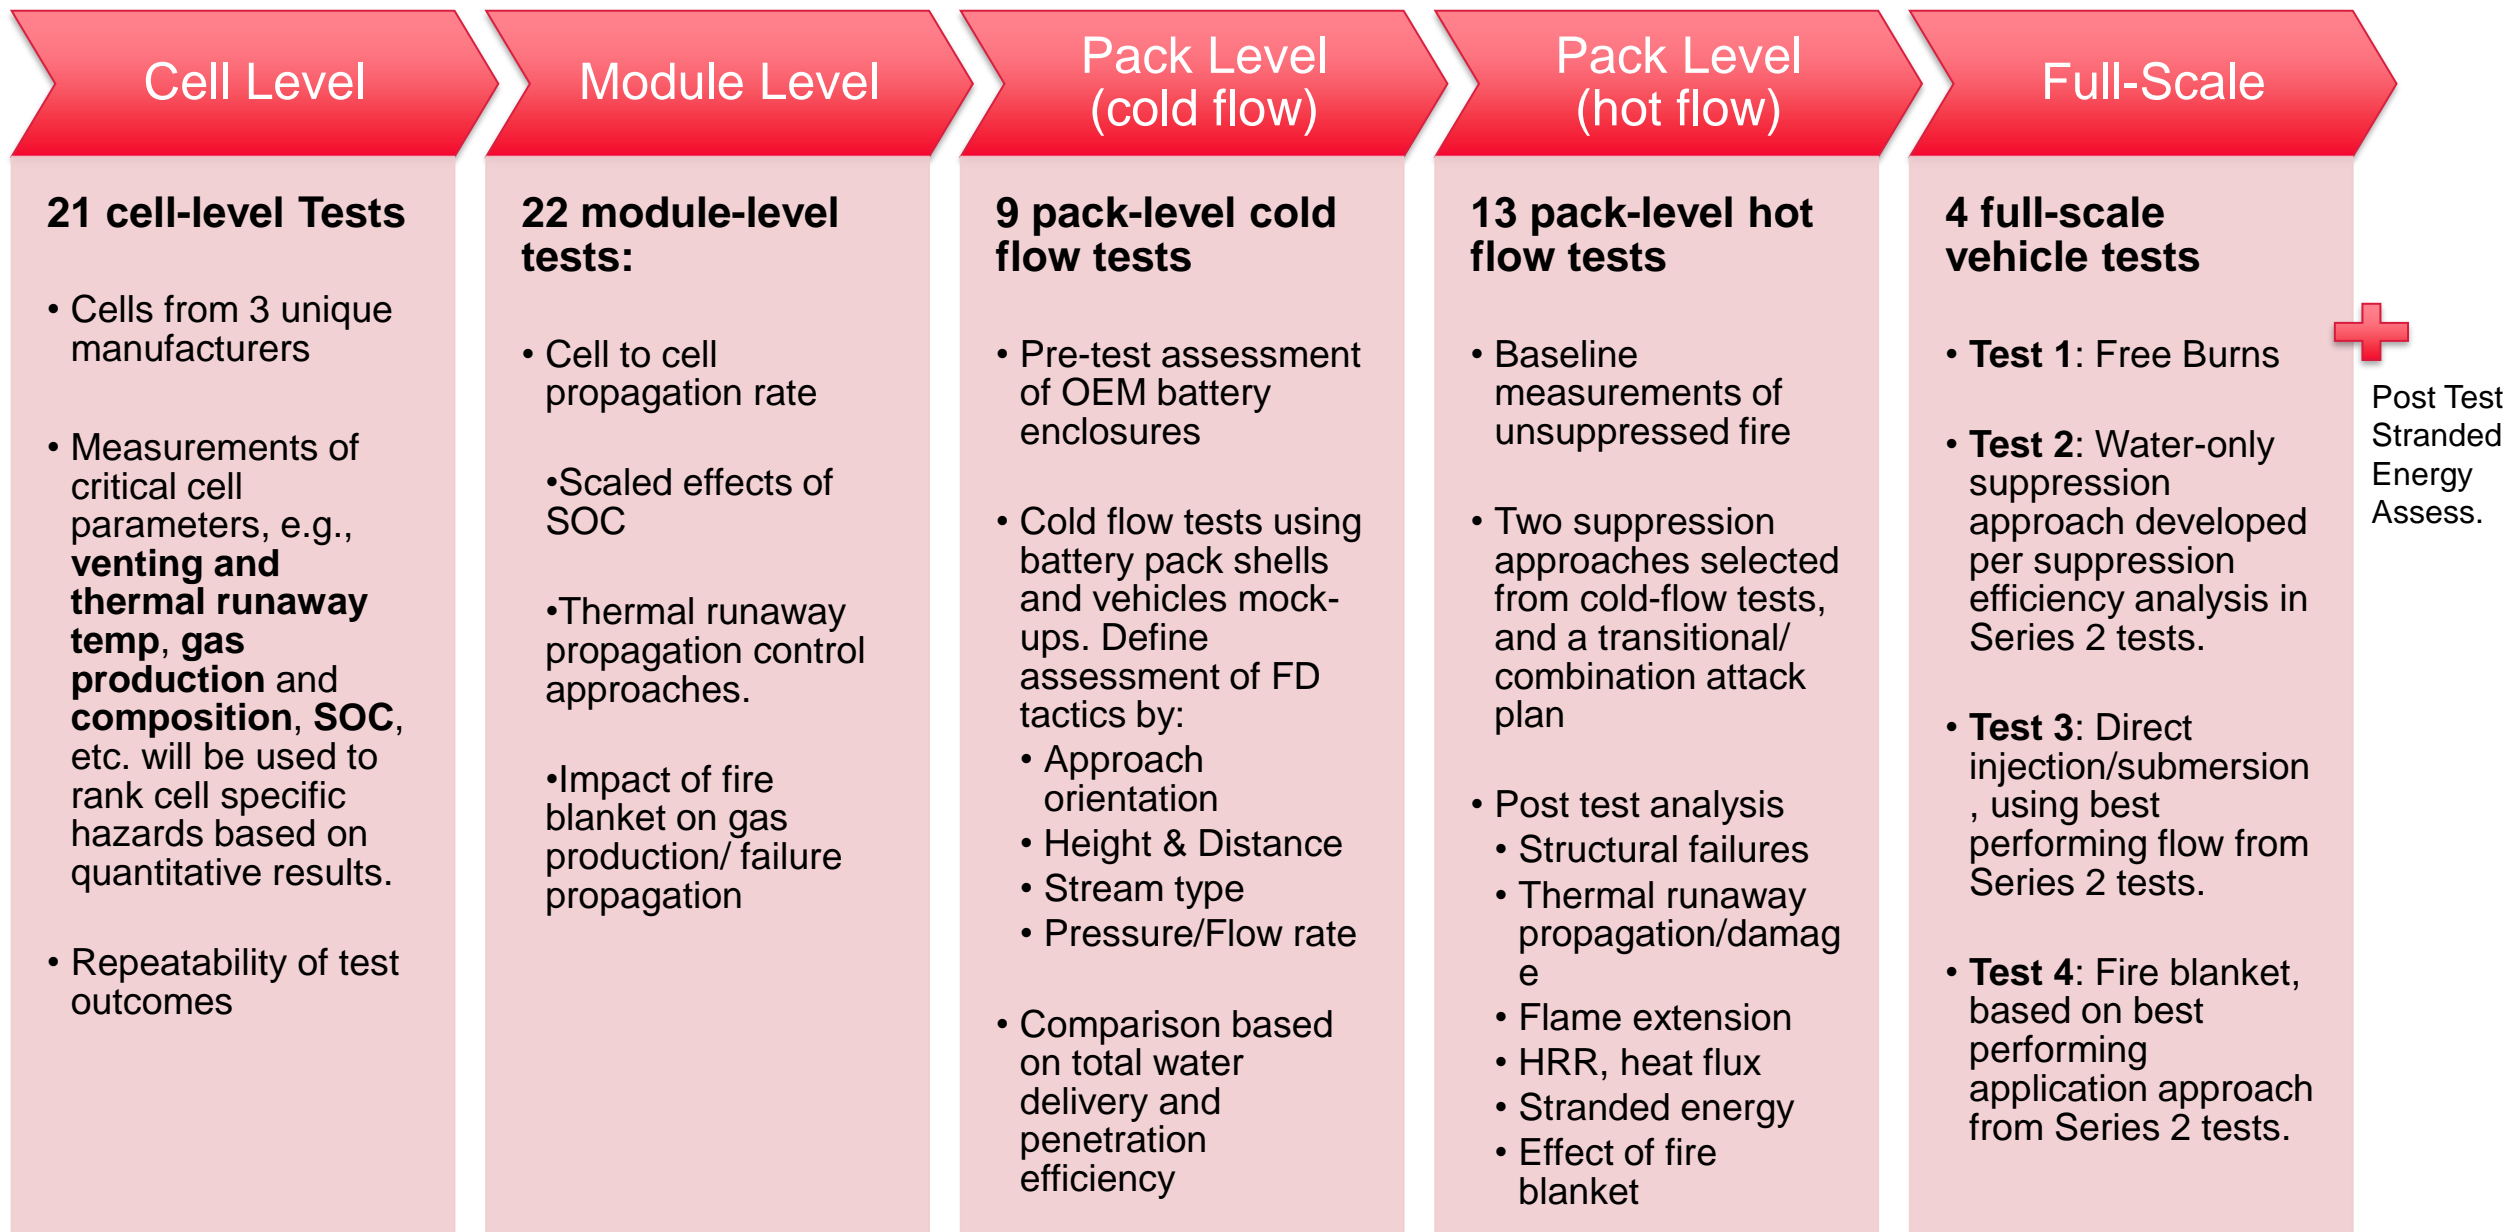 Cell Level
21 cell-level Tests
• Cells from 3 unique
manufacturers
• Measurements of
critical cell
parameters, e.g.,
venting and
thermal runaway
temp, gas
production and
composition, SOC,
etc. will be used to
rank cell specific
hazards based on
quantitative results.
• Repeatability of test
outcomes
Module Level
22 module-level
tests:
• Cell to cell
propagation rate
•Scaled effects of
SOC
•Thermal runaway
propagation control
approaches.
•Impact of fire
blanket on gas
production/ failure
propagation
Pack Level
(cold flow)
9 pack-level cold
flow tests
• Pre-test assessment
of OEM battery
enclosures
• Cold flow tests using
battery pack shells
and vehicles mock-
ups. Define
assessment of FD
tactics by:
• Approach
orientation
• Height & Distance
• Stream type
• Pressure/Flow rate
• Comparison based
on total water
delivery and
penetration
efficiency
Pack Level
(hot flow)
13 pack-level hot
flow tests
• Baseline
measurements of
unsuppressed fire
• Two suppression
approaches selected
from cold-flow tests,
and a transitional/
combination attack
plan
• Post test analysis
• Structural failures
• Thermal runaway
propagation/damag
e
• Flame extension
• HRR, heat flux
• Stranded energy
• Effect of fire
blanket
Full-Scale
4 full-scale
vehicle tests
• Test 1: Free Burns
• Test 2: Water-only
suppression
approach developed
per suppression
efficiency analysis in
Series 2 tests.
• Test 3: Direct
injection/submersion
, using best
performing flow from
Series 2 tests.
• Test 4: Fire blanket,
based on best
performing
application approach
from Series 2 tests.
Post Test
Stranded
Energy
Assess.